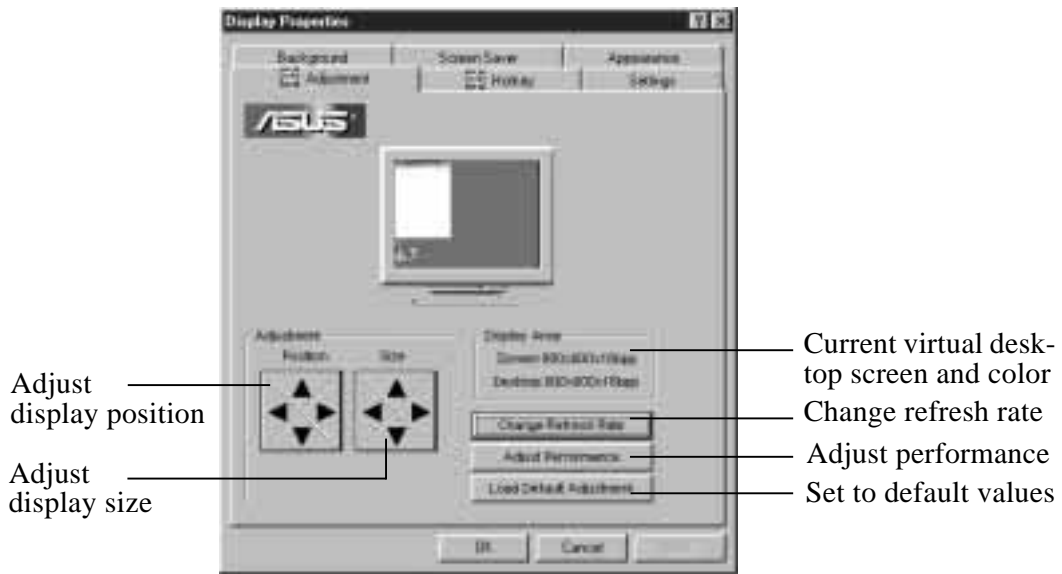 Display Properties
Background
Screen Saver
Appearance
Adjustment
Hotkey
Settings
ASUS
Adjustment
Position
Size
Display Area
Screen
Desktop
Change Refresh Rate
Adjust Performance
Load Default Adjustment
OK
Cancel
Adjust
display position
Adjust
display size
Current virtual desk-
top screen and color
Change refresh rate
Adjust performance
Set to default values